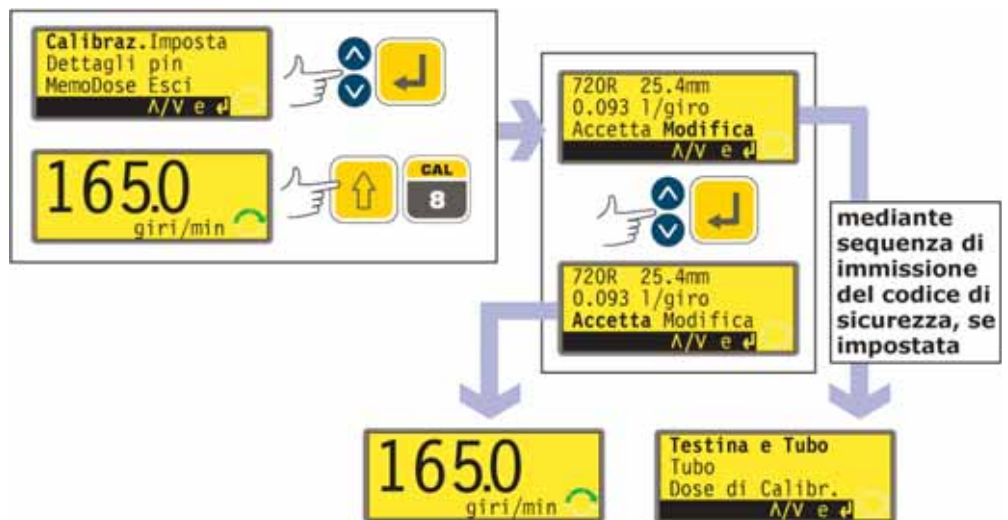 Calibraz.Imposta
Dettagli pin
MemoDose Esci
∧/∨ e ↲
165.0
giri/min
CAL
8
720R 25.4mm
0.093 l/giro
Accetta Modifica
∧/∨ e ↲
720R 25.4mm
0.093 l/giro
Accetta Modifica
∧/∨ e ↲
mediante
sequenza di
immissione
del codice di
sicurezza, se
impostata
165.0
giri/min
Testina e Tubo
Tubo
Dose di Calibr.
∧/∨ e ↲